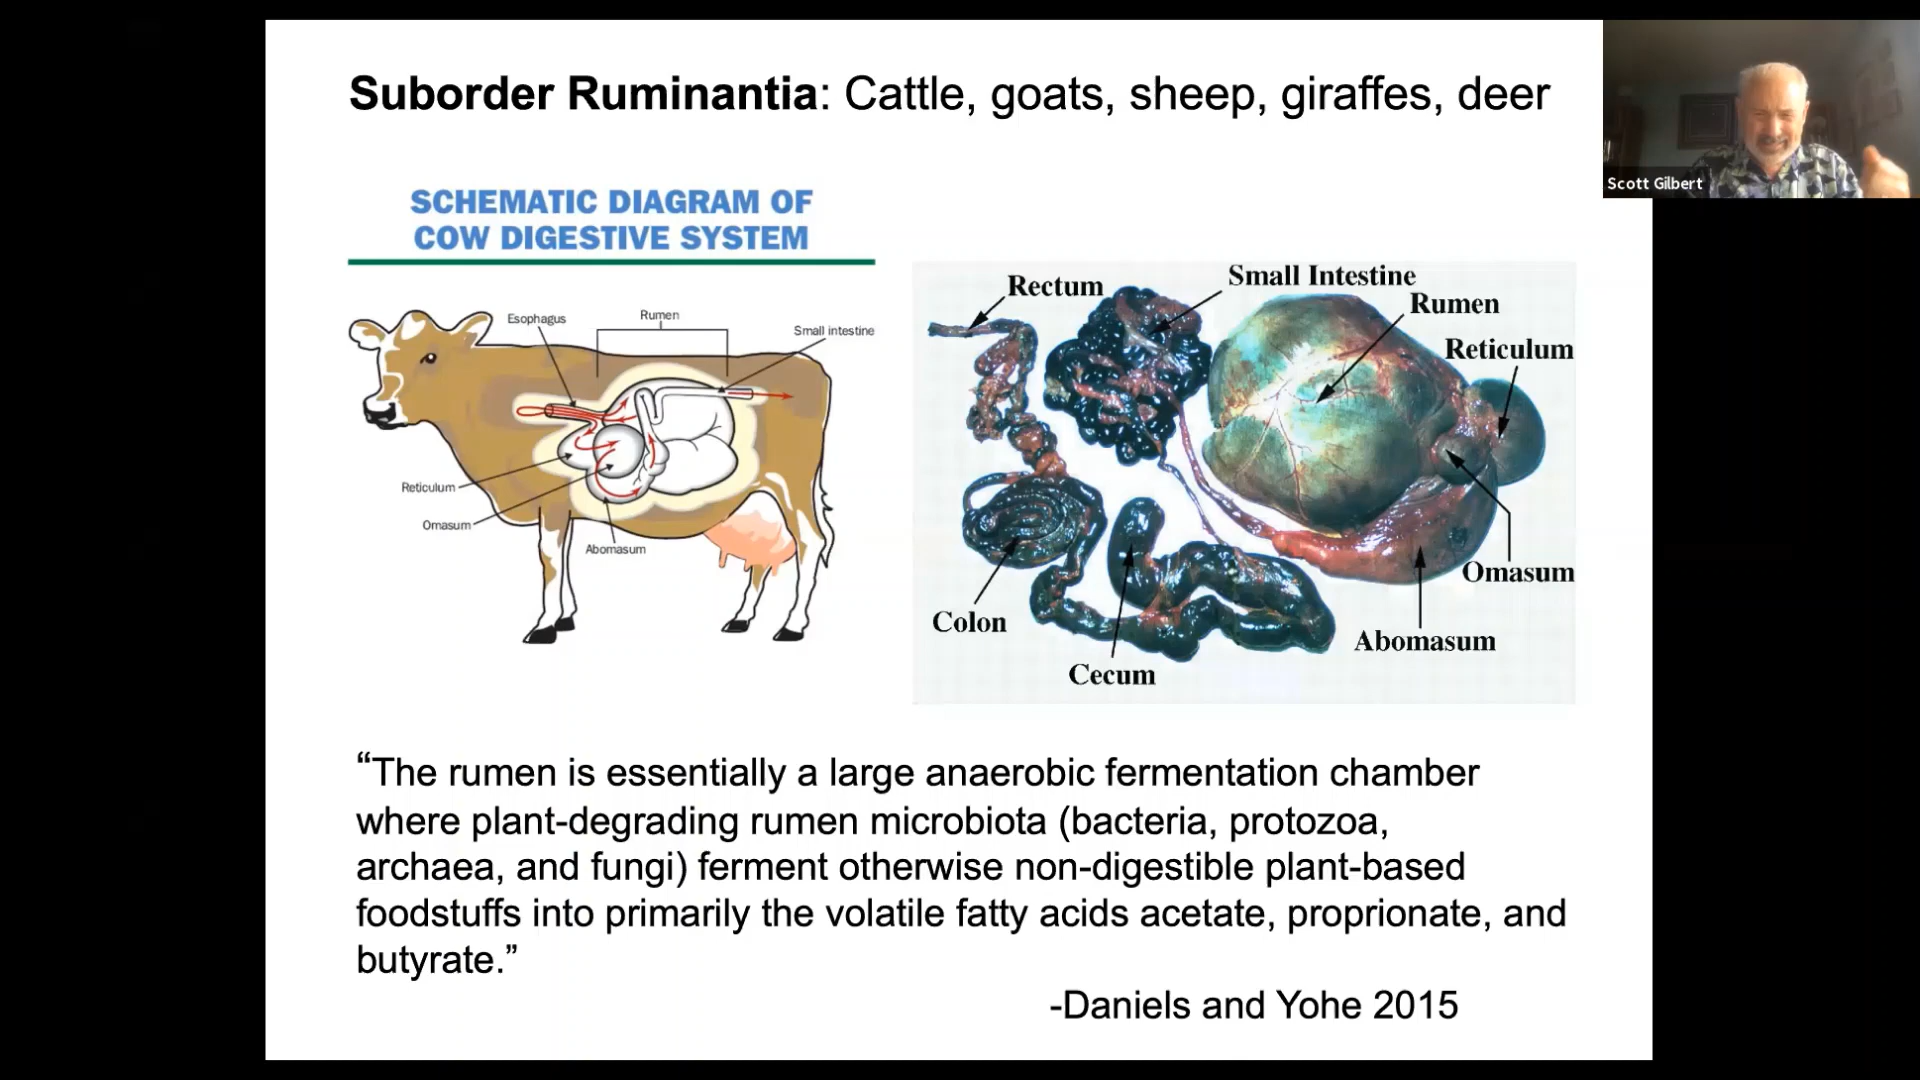 Suborder Ruminantia: Cattle, goats, sheep, giraffes, deer
Scott Gilbert
SCHEMATIC DIAGRAM OF
COW DIGESTIVE SYSTEM
Esophagus
Rumen
Small intestine
Reticulum
Omasum
Abomasum
Rectum
Small Intestine
Rumen
Reticulum
Omasum
Abomasum
Colon
Cecum
“The rumen is essentially a large anaerobic fermentation chamber
where plant-degrading rumen microbiota (bacteria, protozoa,
archaea, and fungi) ferment otherwise non-digestible plant-based
foodstuffs into primarily the volatile fatty acids acetate, proprionate, and
butyrate.”
-Daniels and Yohe 2015